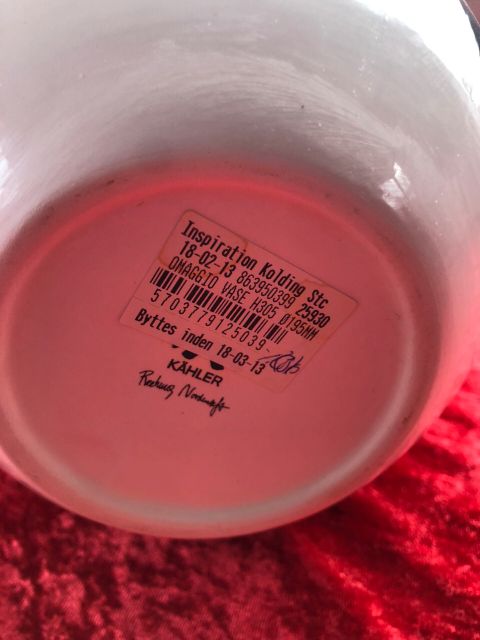 Inspiration Kolding Stc
18-02-13 863950399 25930
OMAGGIO VASE H305 Ø195MM
5703779125039
Byttes inden 18-03-13
KÄHLER